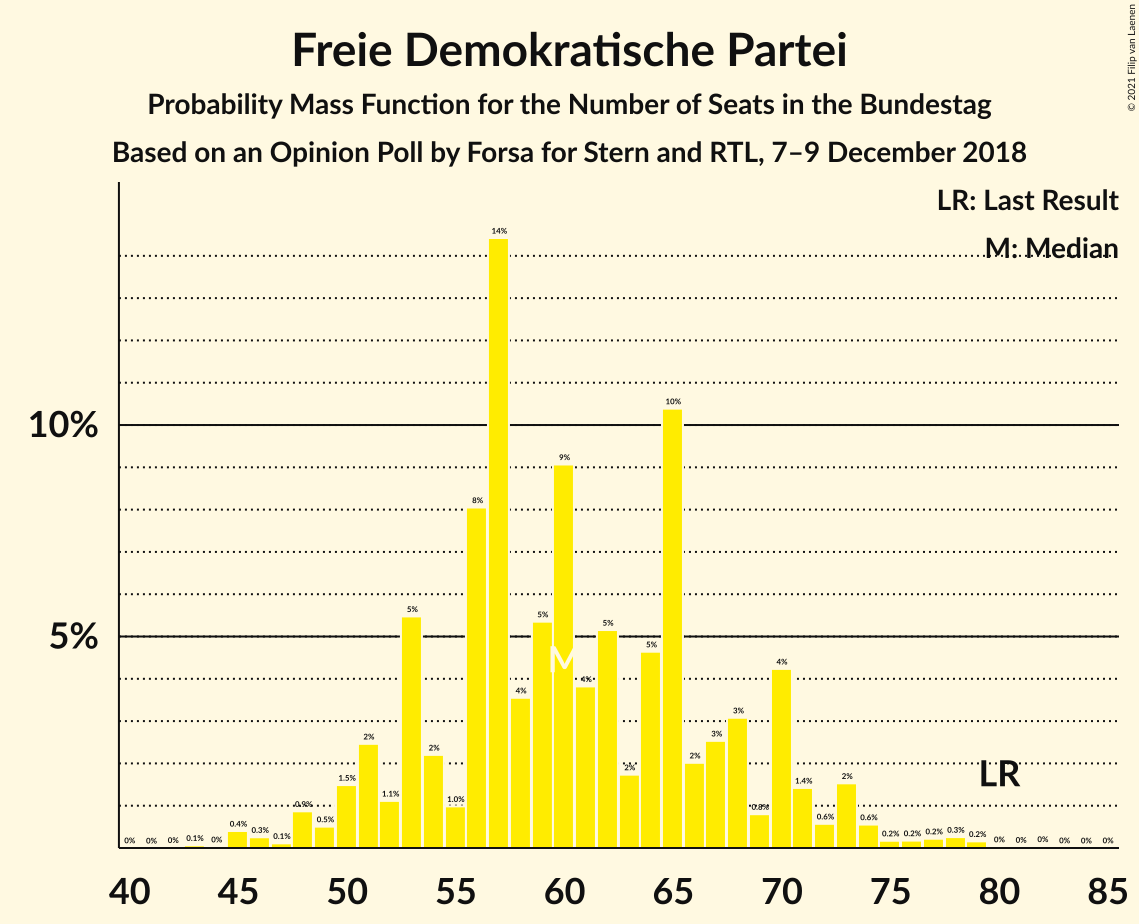 © 2021 Filip van Laenen
Freie Demokratische Partei
Probability Mass Function for the Number of Seats in the Bundestag
Based on an Opinion Poll by Forsa for Stern and RTL, 7–9 December 2018
LR: Last Result
M: Median
10%
5%
0% 0% 0% 0.1% 0% 0.4% 0.3% 0.1% 0.9% 0.5% 1.5% 2% 1.1% 5% 2% 1.0% 8% 14% 4% 5% 9% 4% 5% 2% 5% 10% 2% 3% 3% 0.8% 4% 1.4% 0.6% 2% 0.6% 0.2% 0.2% 0.2% 0.3% 0.2% 0% 0% 0% 0% 0% 0%
M
LR
40 45 50 55 60 65 70 75 80 85